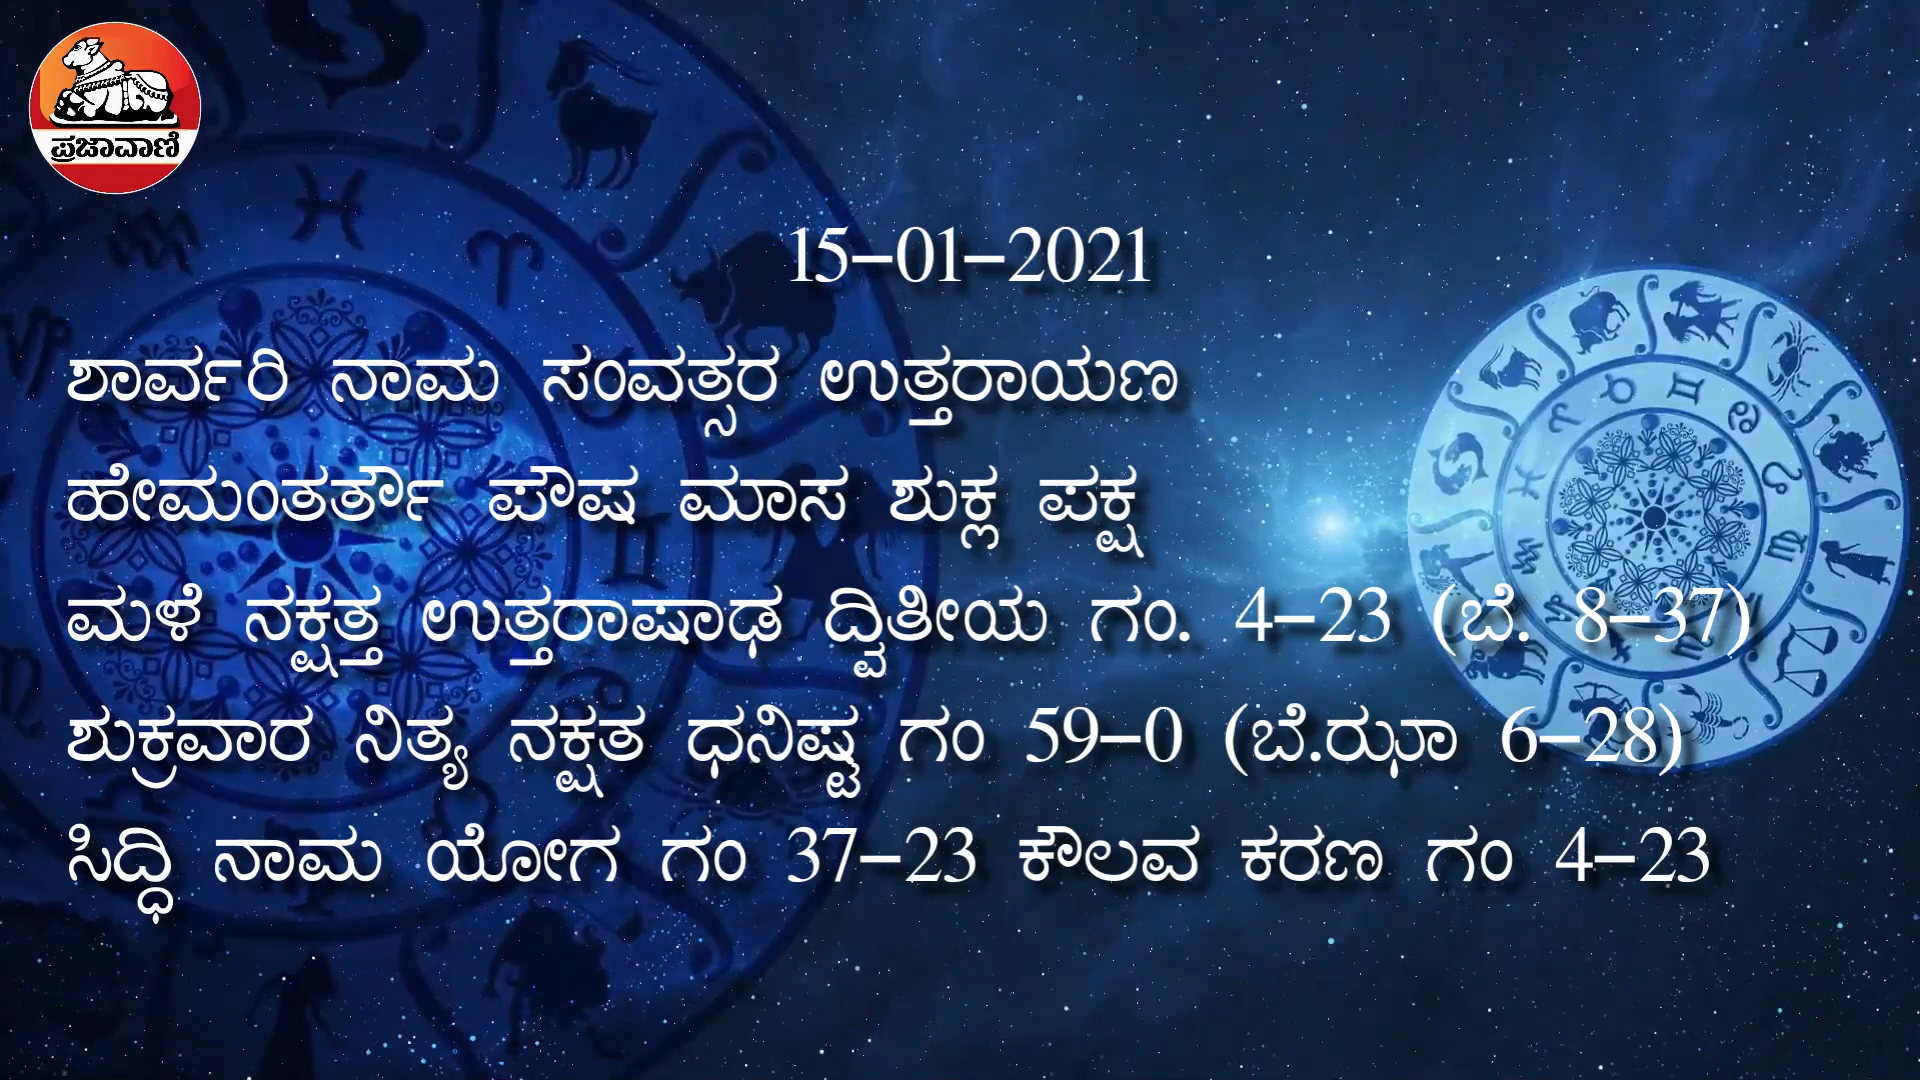 ಪ್ರಜಾವಾಣಿ
15–01–2021
ಶಾರ್ವರಿ ನಾಮ ಸಂವತ್ಸರ ಉತ್ತರಾಯಣ
ಹೇಮಂತರ್ತೌ ಪೌಷ ಮಾಸ ಶುಕ್ಲ ಪಕ್ಷ
ಮಳೆ ನಕ್ಷತ್ತ ಉತ್ತರಾಷಾಢ ದ್ವಿತೀಯ ಗಂ. 4–23 (ಬೆ. 8–37)
ಶುಕ್ರವಾರ ನಿತ್ಯ ನಕ್ಷತ ಧನಿಷ್ಟ ಗಂ 59–0 (ಬೆ.ಝಾ 6–28)
ಸಿದ್ಧಿ ನಾಮ ಯೋಗ ಗಂ 37–23 ಕೌಲವ ಕರಣ ಗಂ 4–23